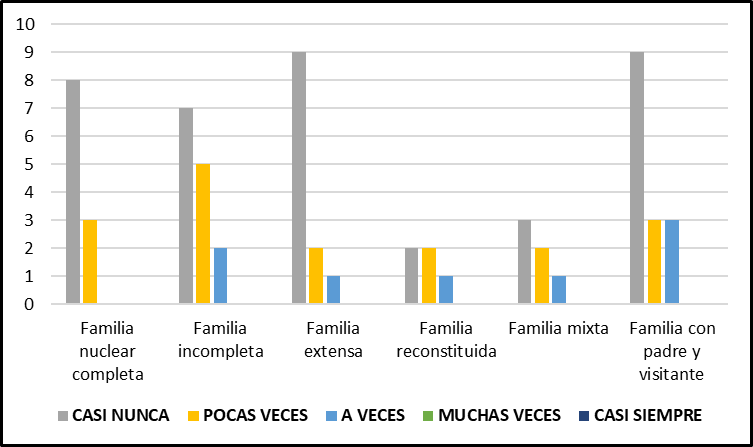 10
9
8
7
6
5
4
3
2
1
0
Familia nuclear completa
Familia incompleta
Familia extensa
Familia reconstituida
Familia mixta
Familia con padre y visitante
CASI NUNCA POCAS VECES A VECES MUCHAS VECES CASI SIEMPRE